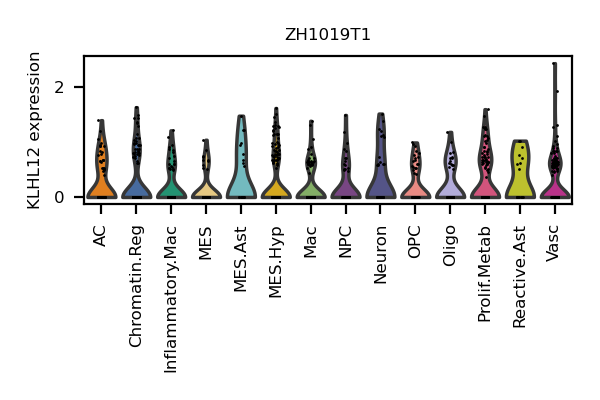 ZH1019T1
KLHL12 expression
2
0
AC
Chromatin.Reg
Inflammatory.Mac
MES
MES.Ast
MES.Hyp
Mac
NPC
Neuron
OPC
Oligo
Prolif.Metab
Reactive.Ast
Vasc